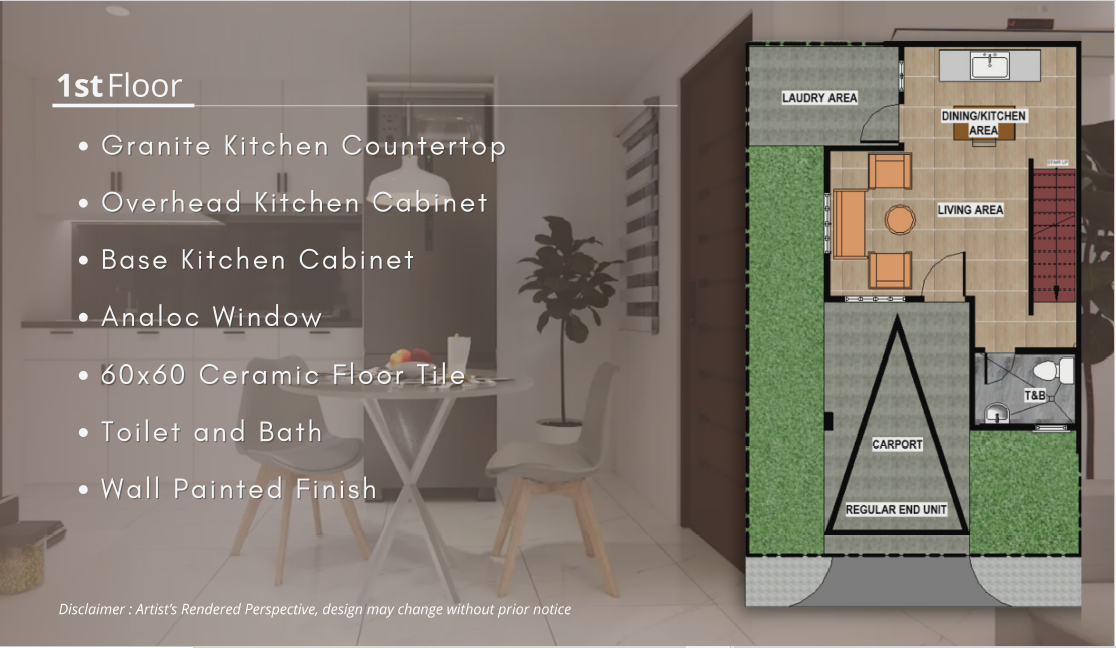 1st Floor
Granite Kitchen Countertop
Overhead Kitchen Cabinet
Base Kitchen Cabinet
Analoc Window
60x60 Ceramic Floor Tile
Toilet and Bath
Wall Painted Finish
Disclaimer : Artist's Rendered Perspective, design may change without prior notice
LAUDRY AREA
DINING/KITCHEN
AREA
LIVING AREA
T&B
CARPORT
REGULAR END UNIT